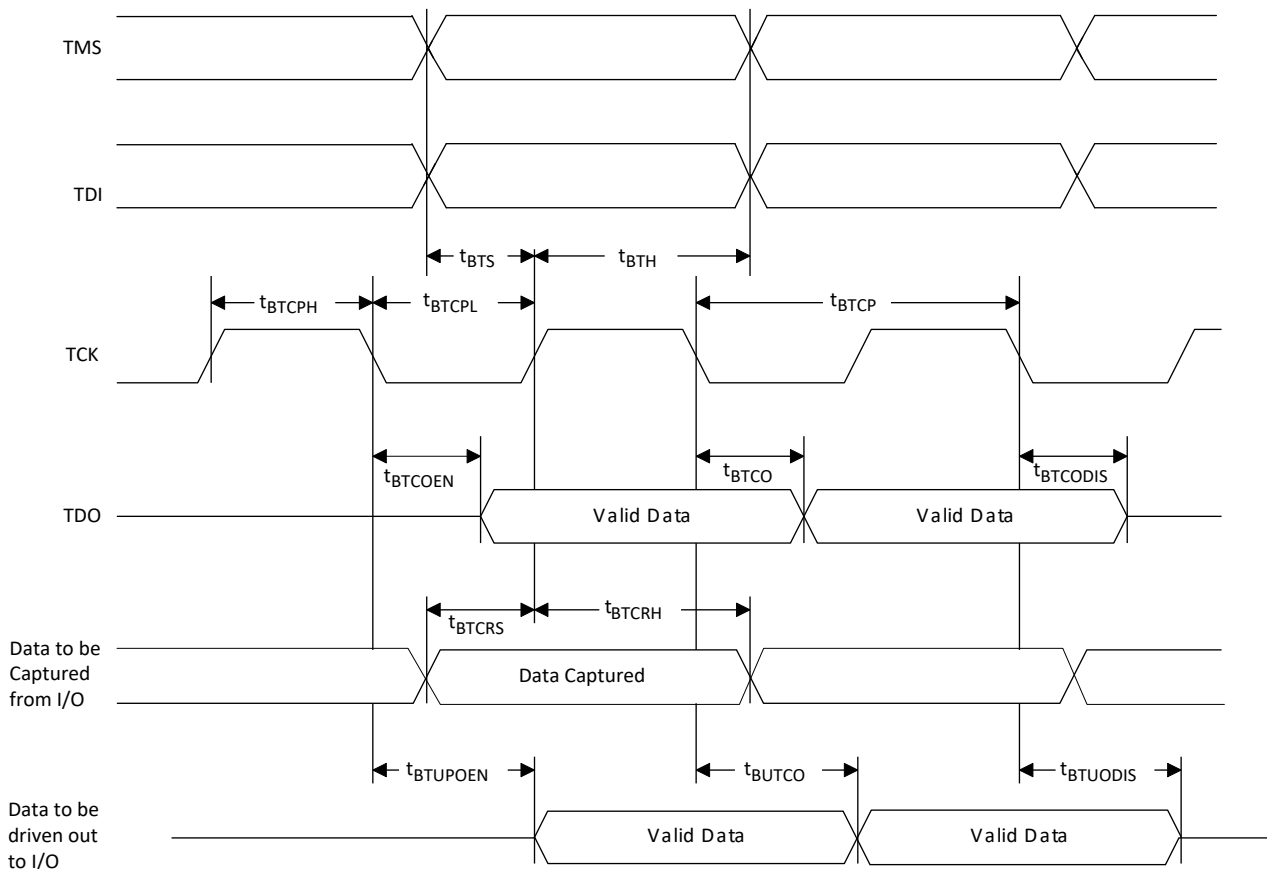 TMS
TDI
tBTS
tBTH
tBTCPH
tBTCPL
tBTCP
TCK
tBTCOEN
tBTCO
tBTCODIS
TDO
Valid Data
Valid Data
tBTCRS
tBTCRH
Data to be
Captured
from I/O
Data Captured
tBTUPOEN
tBUTCO
tBTUODIS
Data to be
driven out
to I/O
Valid Data
Valid Data